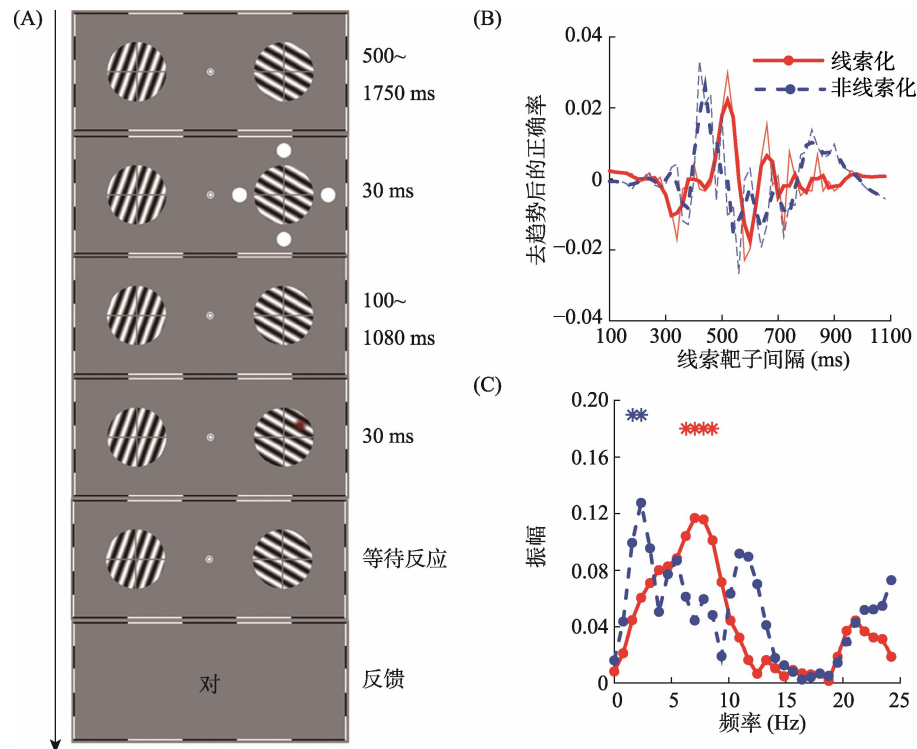 (A)
500~
1750 ms
30 ms
100~
1080 ms
30 ms
等待反应
对
反馈
(B)
0.04
0.02
0
−0.02
−0.04
去趋势后的正确率
线索化
非线索化
100 300 500 700 900 1100
线索靶子间隔 (ms)
(C)
0.20
0.16
0.12
0.08
0.04
0
振幅
0 5 10 15 20 25
频率 (Hz)